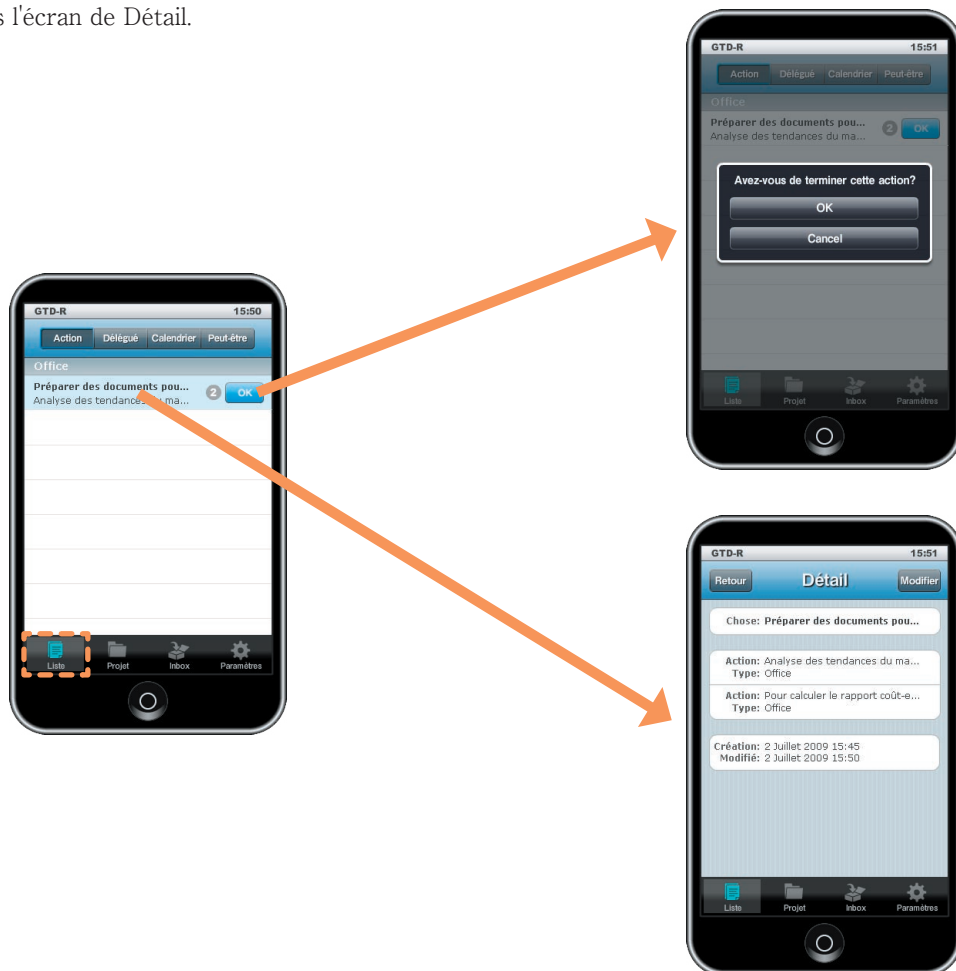 s l'écran de Détail.
GTD-R 15:51
Action Délégué Calendrier Peut-être
Office
Préparer des documents pou...
Analyse des tendances du ma...
2 OK
Avez-vous de terminer cette action?
OK
Cancel
Liste Projet Inbox Paramètres
GTD-R 15:50
Action Délégué Calendrier Peut-être
Office
Préparer des documents pou...
Analyse des tendances du ma...
2 OK
Liste Projet Inbox Paramètres
GTD-R 15:51
Retour Détail Modifier
Chose: Préparer des documents pou...
Action: Analyse des tendances du ma...
Type: Office
Action: Pour calculer le rapport coût-e...
Type: Office
Création: 2 Juillet 2009 15:45
Modifié: 2 Juillet 2009 15:50
Liste Projet Inbox Paramètres